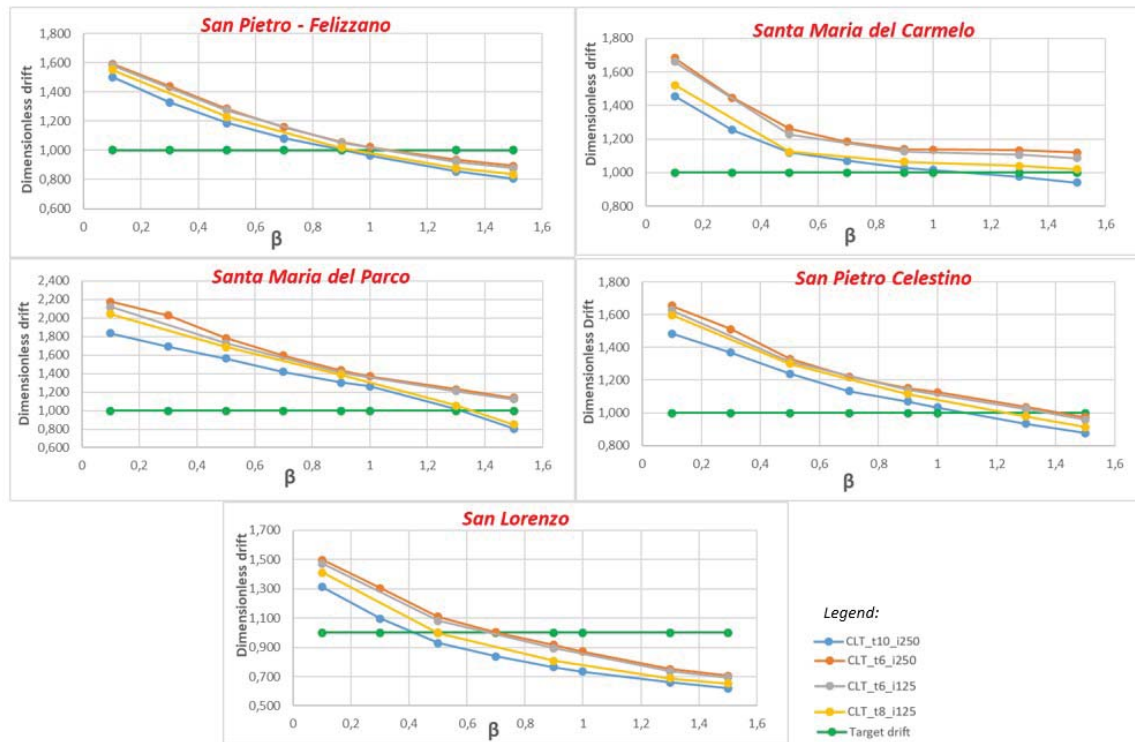 San Pietro - Felizzano
Dimensionless drift
1,800
1,600
1,400
1,200
1,000
0,800
0,600
0 0,2 0,4 0,6 0,8 1 1,2 1,4 1,6
β
Santa Maria del Carmelo
Dimensionless drift
1,800
1,600
1,400
1,200
1,000
0,800
0 0,2 0,4 0,6 0,8 1 1,2 1,4 1,6
β
Santa Maria del Parco
Dimensionless drift
2,400
2,200
2,000
1,800
1,600
1,400
1,200
1,000
0,800
0,600
0 0,2 0,4 0,6 0,8 1 1,2 1,4 1,6
β
San Pietro Celestino
Dimensionless Drift
1,800
1,600
1,400
1,200
1,000
0,800
0 0,2 0,4 0,6 0,8 1 1,2 1,4 1,6
β
San Lorenzo
Dimensionless drift
1,700
1,500
1,300
1,100
0,900
0,700
0,500
0 0,2 0,4 0,6 0,8 1 1,2 1,4 1,6
β
Legend:
CLT_t10_i250
CLT_t6_i250
CLT_t6_i125
CLT_t8_i125
Target drift